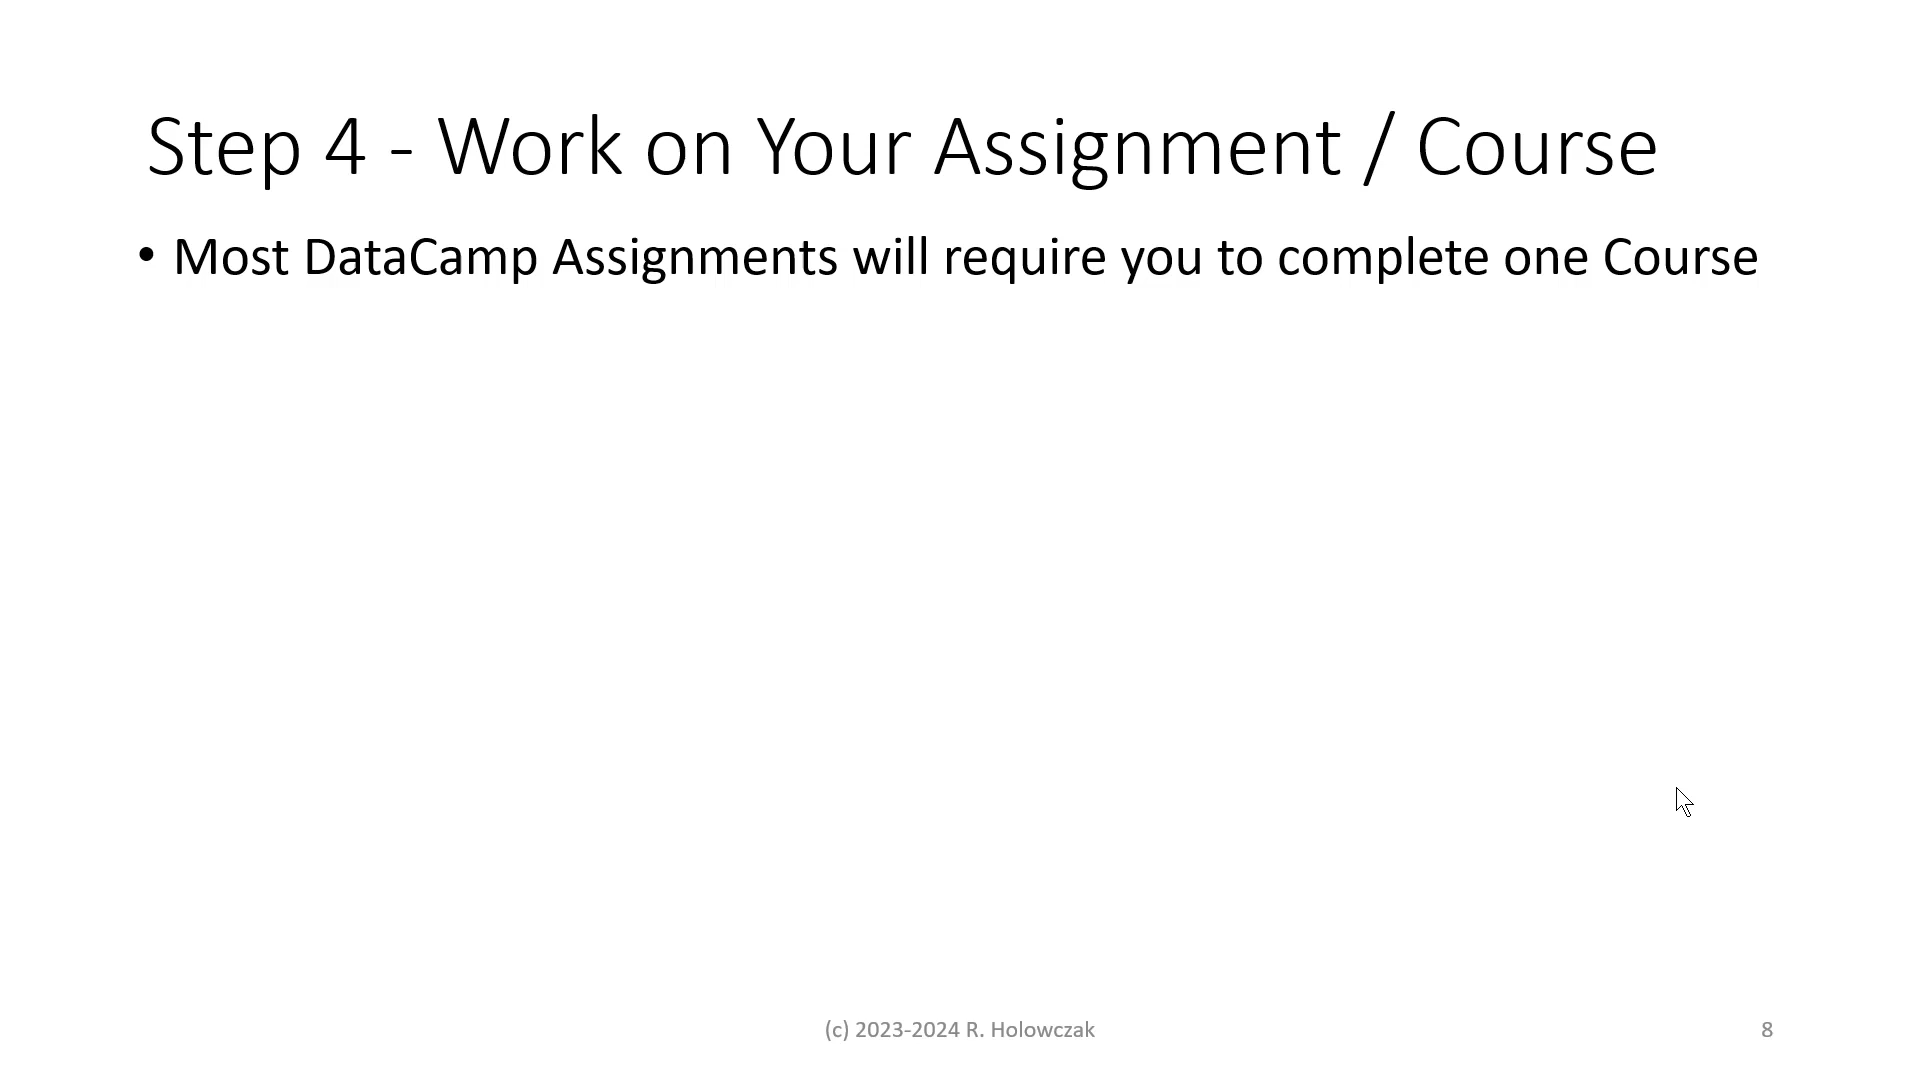 Step 4 - Work on Your Assignment / Course
• Most DataCamp Assignments will require you to complete one Course
(c) 2023-2024 R. Holowczak
8